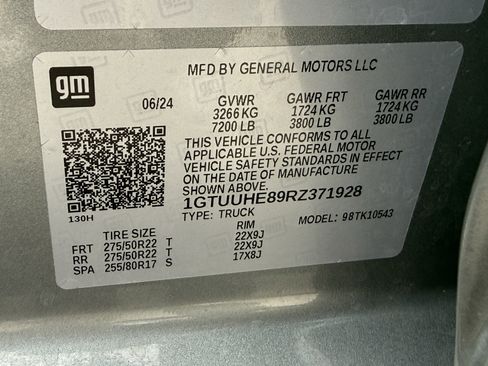 gm
MFD BY GENERAL MOTORS LLC
06/24 GVWR GAWR FRT GAWR RR
3266 KG 1724 KG 1724 KG
7200 LB 3800 LB 3800 LB
THIS VEHICLE CONFORMS TO ALL
APPLICABLE U.S. FEDERAL MOTOR
VEHICLE SAFETY STANDARDS IN EFFECT
ON THE DATE OF MANUFACTURE
SHOWN ABOVE.
1GTUUHE89RZ371928
130H
TYPE: TRUCK MODEL: 98TK10543
TIRE SIZE RIM
FRT 275/50R22 T 22X9J
RR 275/50R22 T 22X9J
SPA 255/80R17 S 17X8J